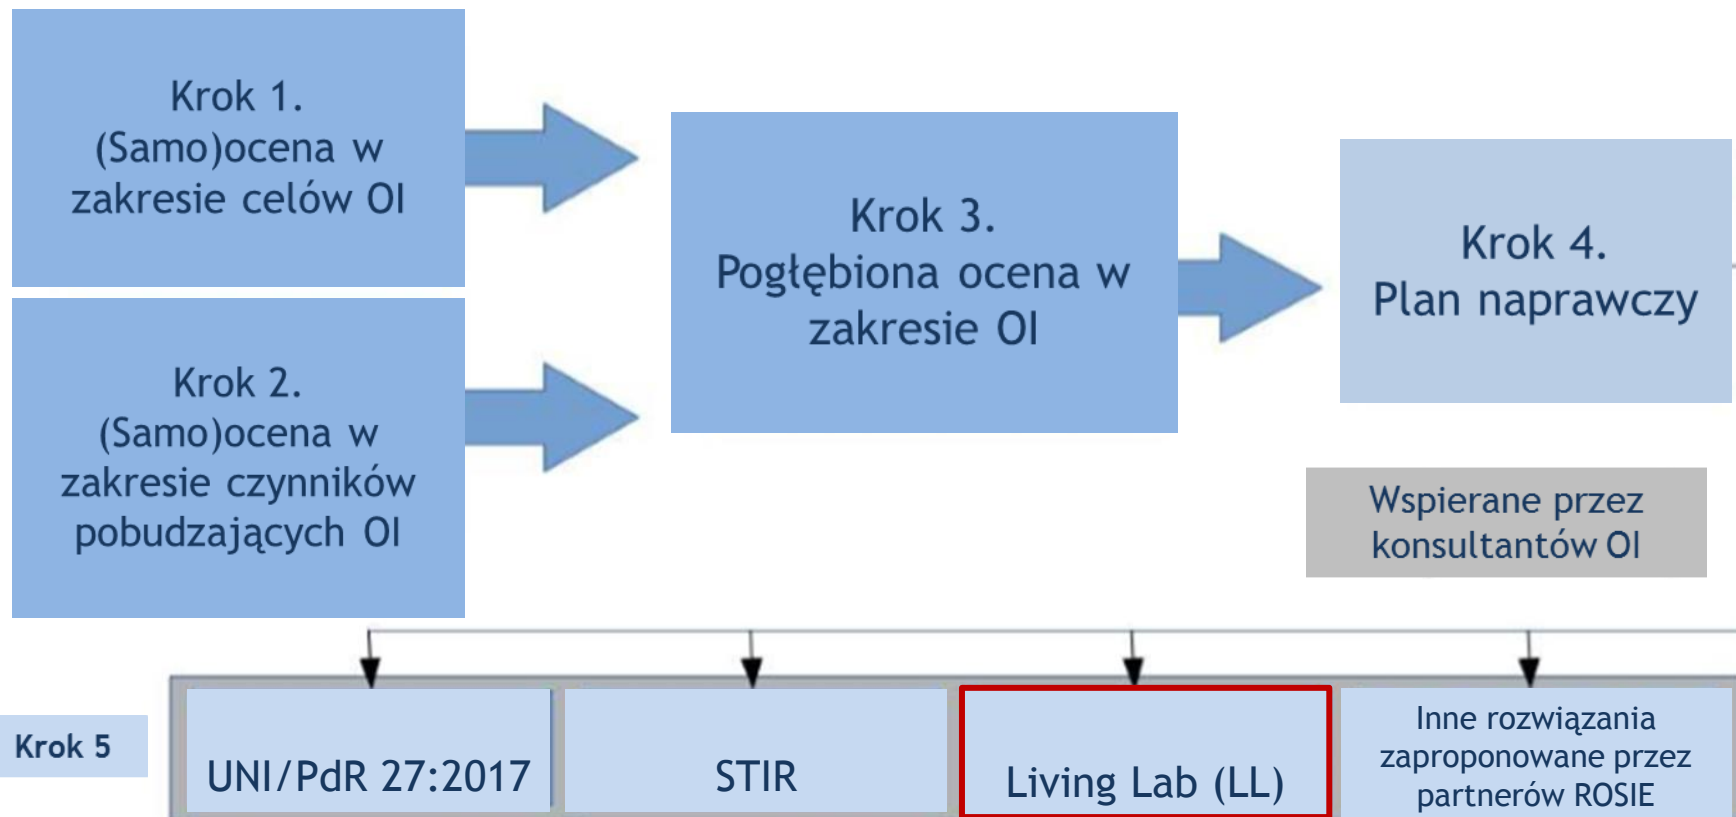 Krok 1.
(Samo)ocena w
zakresie celów OI
Krok 2.
(Samo)ocena w
zakresie czynników
pobudzających OI
Krok 3.
Pogłębiona ocena w
zakresie OI
Krok 4.
Plan naprawczy
Wspierane przez
konsultantów OI
Krok 5
UNI/PdR 27:2017
STIR
Living Lab (LL)
Inne rozwiązania
zaproponowane przez
partnerów ROSIE